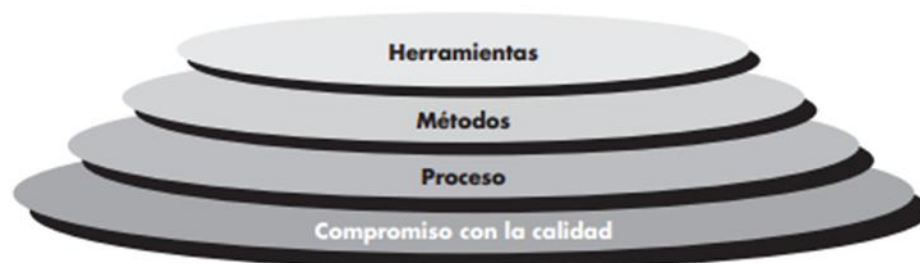 Herramientas
Métodos
Proceso
Compromiso con la calidad